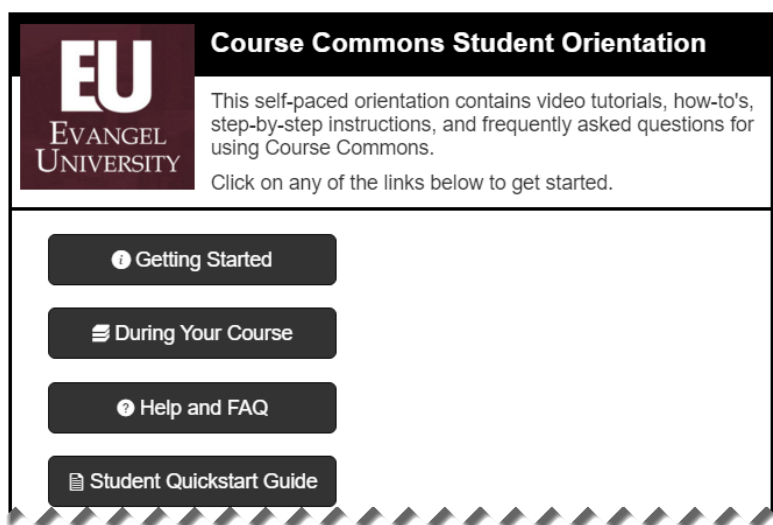 EU
EVANGEL
UNIVERSITY
Course Commons Student Orientation
This self-paced orientation contains video tutorials, how-to's,
step-by-step instructions, and frequently asked questions for
using Course Commons.
Click on any of the links below to get started.
Getting Started
During Your Course
Help and FAQ
Student Quickstart Guide